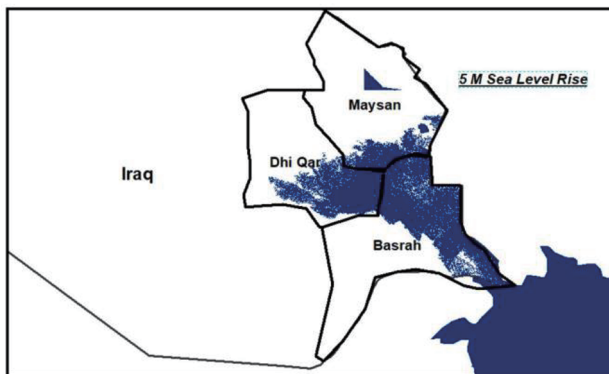 5 M Sea Level Rise
Maysan
Dhi Qar
Iraq
Basrah